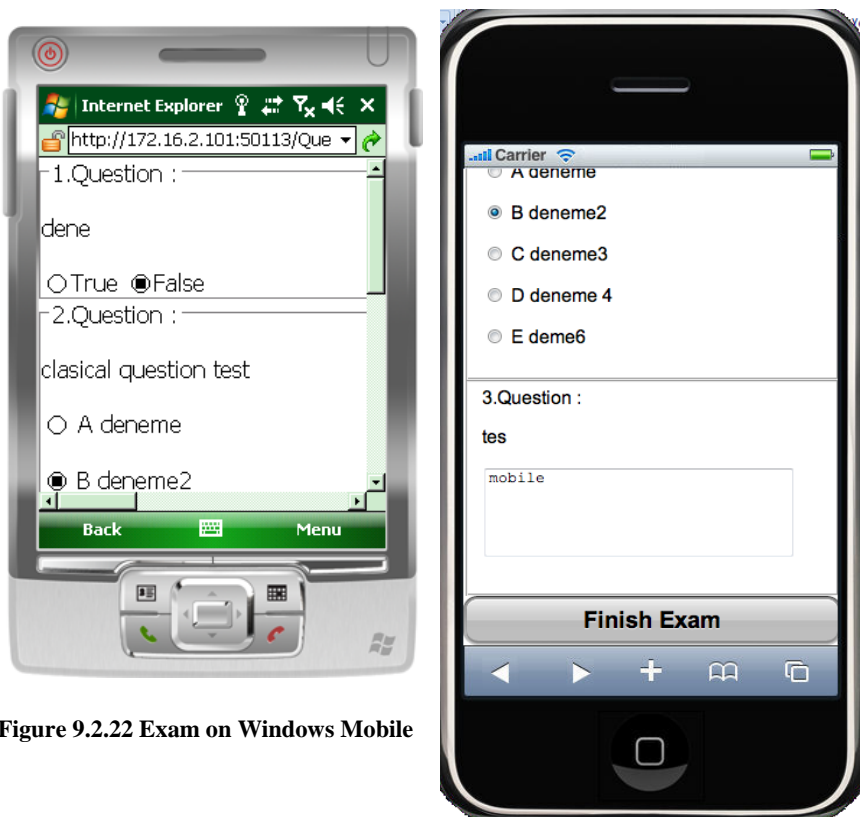 Internet Explorer
http://172.16.2.101:50113/Que
1.Question :
dene
True False
2.Question :
clasical question test
A deneme
B deneme2
Back Menu
Figure 9.2.22 Exam on Windows Mobile
Carrier
A deneme
B deneme2
C deneme3
D deneme 4
E deme6
3.Question :
tes
mobile
Finish Exam